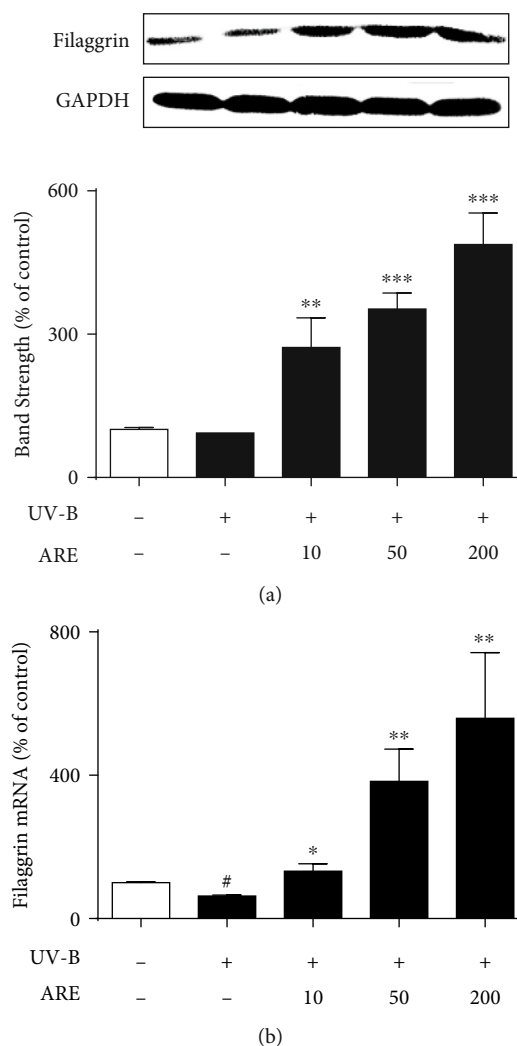 Filaggrin
GAPDH
Band Strength (% of control)
600
300
0
**
***
***
UV-B – + + + +
ARE – – 10 50 200
(a)
Filaggrin mRNA (% of control)
800
400
0
#
*
**
**
UV-B – + + + +
ARE – – 10 50 200
(b)